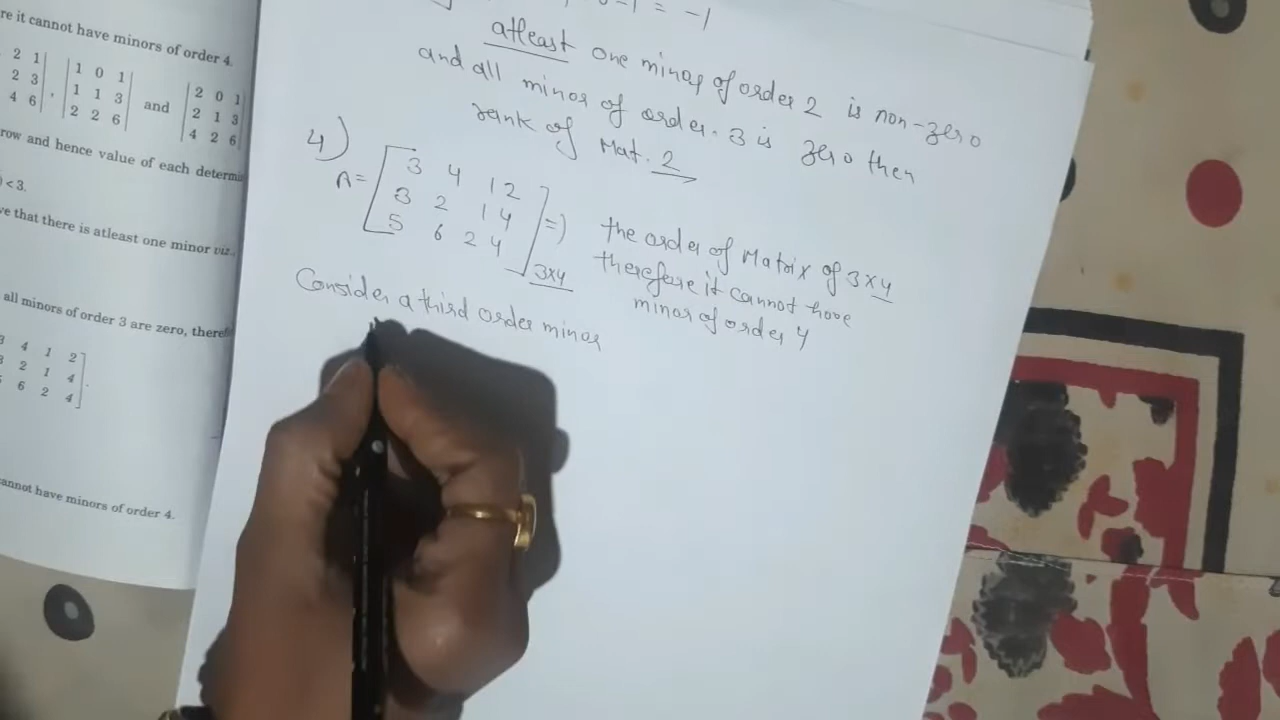 re it cannot have minors of order 4.
2 1
2 3
4 6
,
1 0 1
1 1 3
2 2 6
and
2 0 1
2 1 3
4 2 6
row and hence value of each determi
) < 3.
ve that there is atleast one minor viz.
all minors of order 3 are zero, theref
3 4 1 2
3 2 1 4
5 6 2 4
cannot have minors of order 4.
-1 = -1
atleast one minor of order 2 is non-zero
and all minor of order. 3 is zero then
rank of Mat. 2
4)
A = [3 4 1 2
3 2 1 4
5 6 2 4] 3x4 =>
the order of Matrix of 3x4
therefore it cannot have
minor of order 4
Consider a third order minor